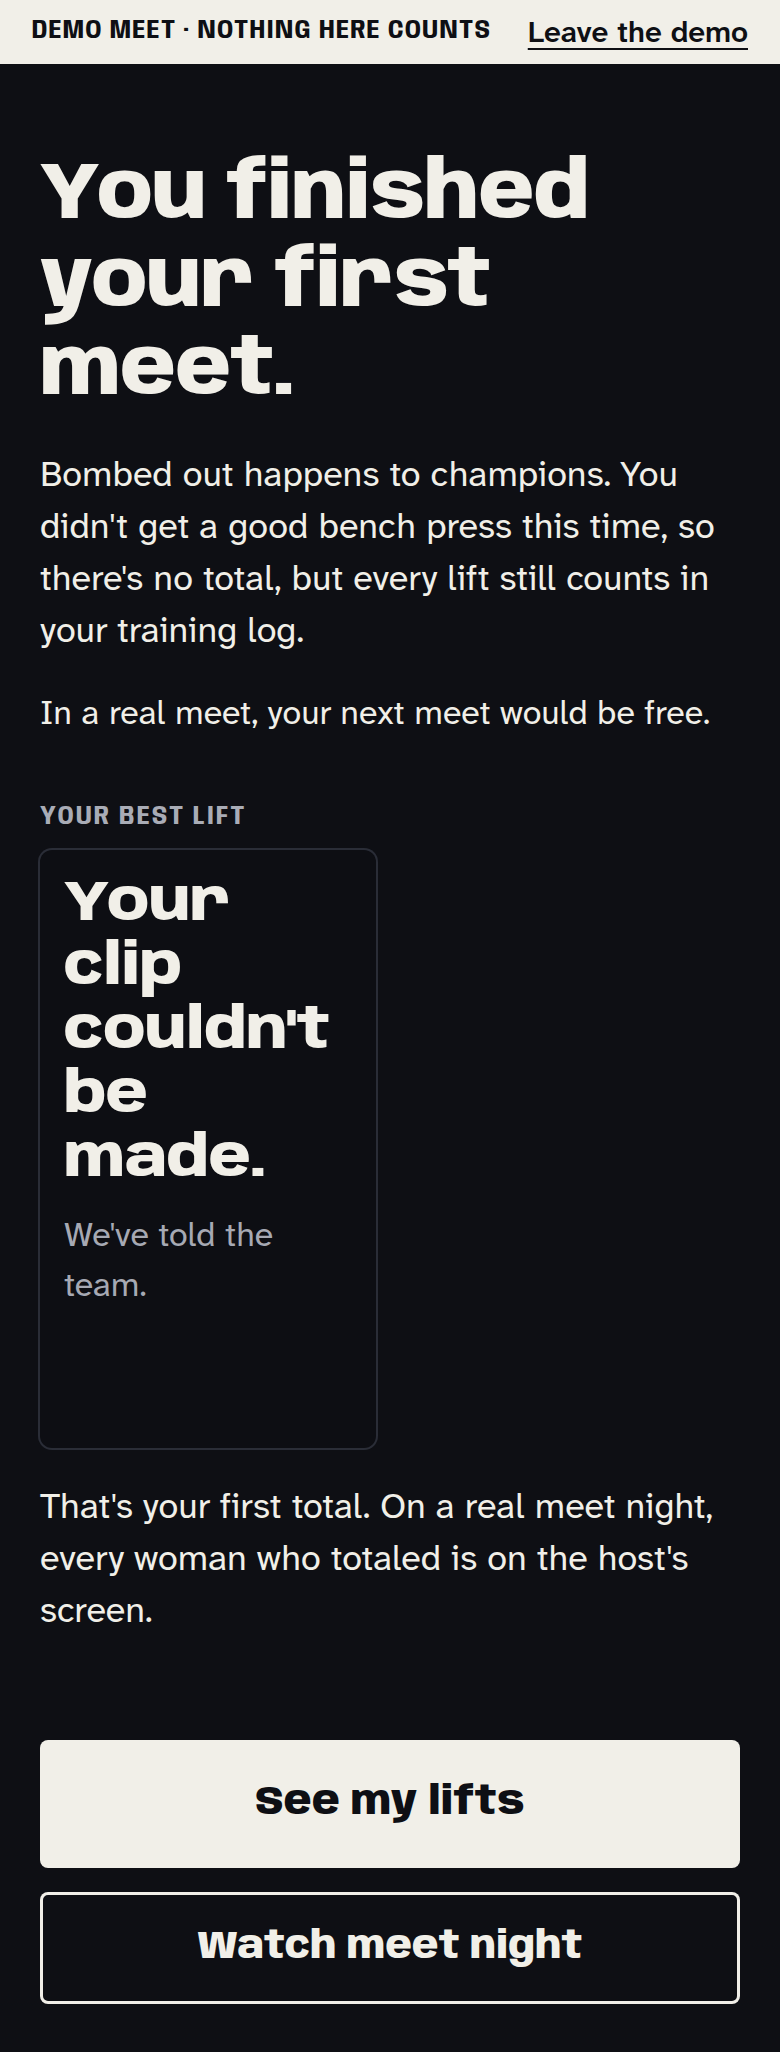 DEMO MEET · NOTHING HERE COUNTS
Leave the demo
You finished
your first
meet.
Bombed out happens to champions. You
didn't get a good bench press this time, so
there's no total, but every lift still counts in
your training log.
In a real meet, your next meet would be free.
YOUR BEST LIFT
Your
clip
couldn't
be
made.
We've told the
team.
That's your first total. On a real meet night,
every woman who totaled is on the host's
screen.
See my lifts
Watch meet night